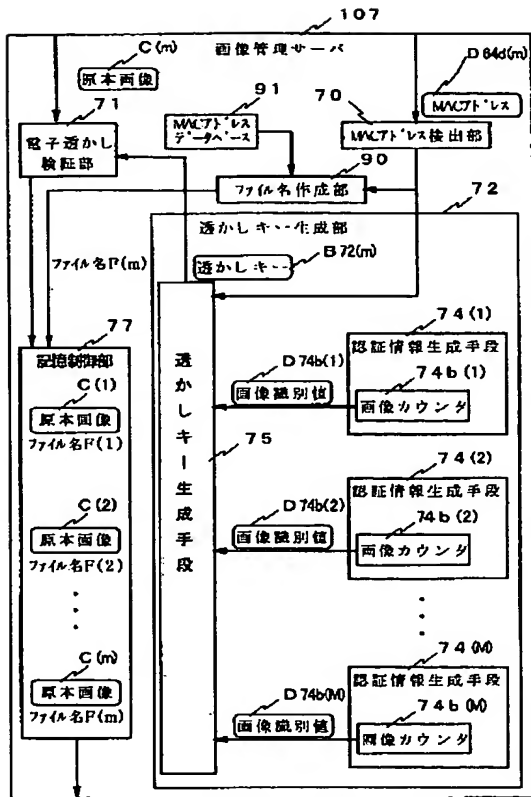 107
画像管理サーバ
C(m)
原本画像
D64d(m)
MACアドレス
71
電子透かし
検証部
91
MACアドレス
データベース
70
MACアドレス検出部
90
ファイル名作成部
72
透かしキー生成部
B72(m)
透かしキー
ファイル名F(m)
77
記憶制御部
C(1)
原本画像
ファイル名F(1)
C(2)
原本画像
ファイル名F(2)
C(m)
原本画像
ファイル名F(m)
透かしキー生成手段
75
D74b(1)
画像識別値
74(1)
認証情報生成手段
74b(1)
画像カウンタ
D74b(2)
画像識別値
74(2)
認証情報生成手段
74b(2)
画像カウンタ
D74b(M)
画像識別値
74(M)
認証情報生成手段
74b(M)
画像カウンタ